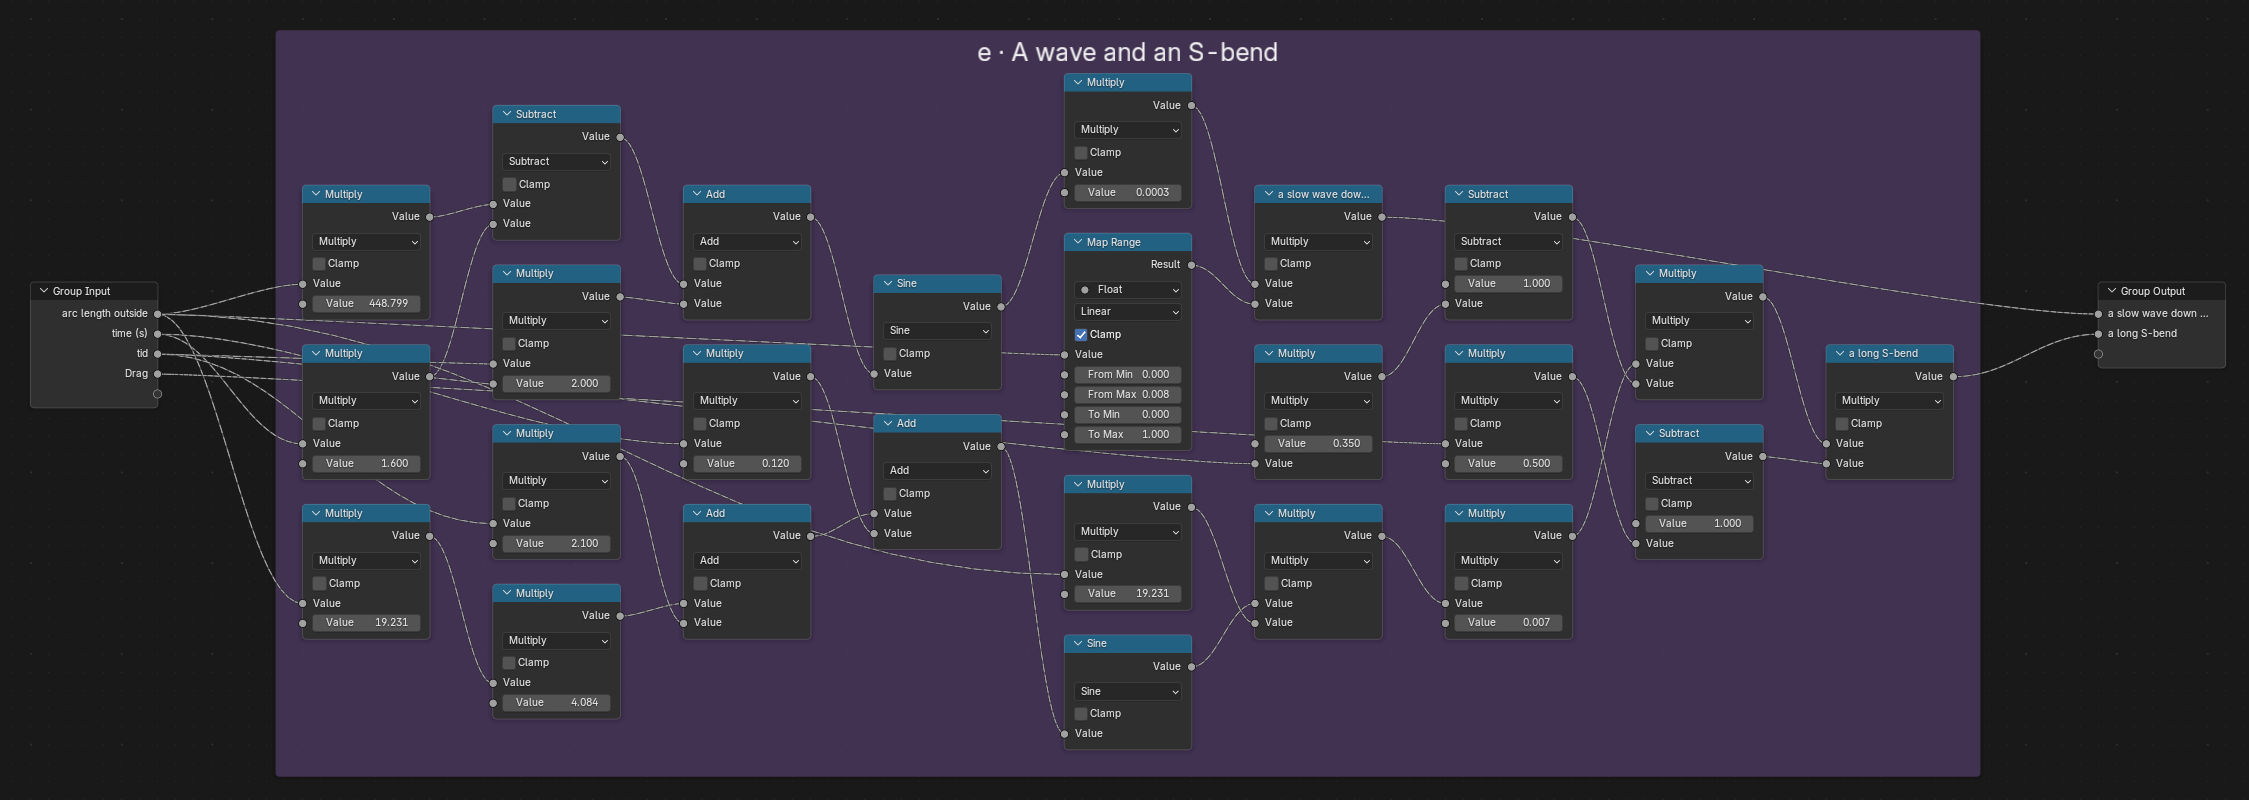 e · A wave and an S-bend
Group Input
arc length outside
time (s)
tid
Drag
Multiply
Value
Multiply
Clamp
Value
Value 448.799
Multiply
Value
Multiply
Clamp
Value
Value 1.600
Multiply
Value
Multiply
Clamp
Value
Value 19.231
Subtract
Value
Subtract
Clamp
Value
Value
Multiply
Value
Multiply
Clamp
Value
Value 2.000
Multiply
Value
Multiply
Clamp
Value
Value 2.100
Multiply
Value
Multiply
Clamp
Value
Value 4.084
Add
Value
Add
Clamp
Value
Value
Multiply
Value
Multiply
Clamp
Value
Value 0.120
Add
Value
Add
Clamp
Value
Value
Sine
Value
Sine
Clamp
Value
Add
Value
Add
Clamp
Value
Value
Multiply
Value
Multiply
Clamp
Value
Value 0.0003
Map Range
Result
Float
Linear
Clamp
Value
From Min 0.000
From Max 0.008
To Min 0.000
To Max 1.000
Multiply
Value
Multiply
Clamp
Value
Value 19.231
Sine
Value
Sine
Clamp
Value
a slow wave dow...
Value
Multiply
Clamp
Value
Value
Multiply
Value
Multiply
Clamp
Value 0.350
Value
Multiply
Value
Multiply
Clamp
Value
Value
Subtract
Value
Subtract
Clamp
Value 1.000
Value
Multiply
Value
Multiply
Clamp
Value
Value 0.500
Multiply
Value
Multiply
Clamp
Value
Value 0.007
Multiply
Value
Multiply
Clamp
Value
Value
Subtract
Value
Subtract
Clamp
Value 1.000
Value
a long S-bend
Value
Multiply
Clamp
Value
Value
Group Output
a slow wave down ...
a long S-bend